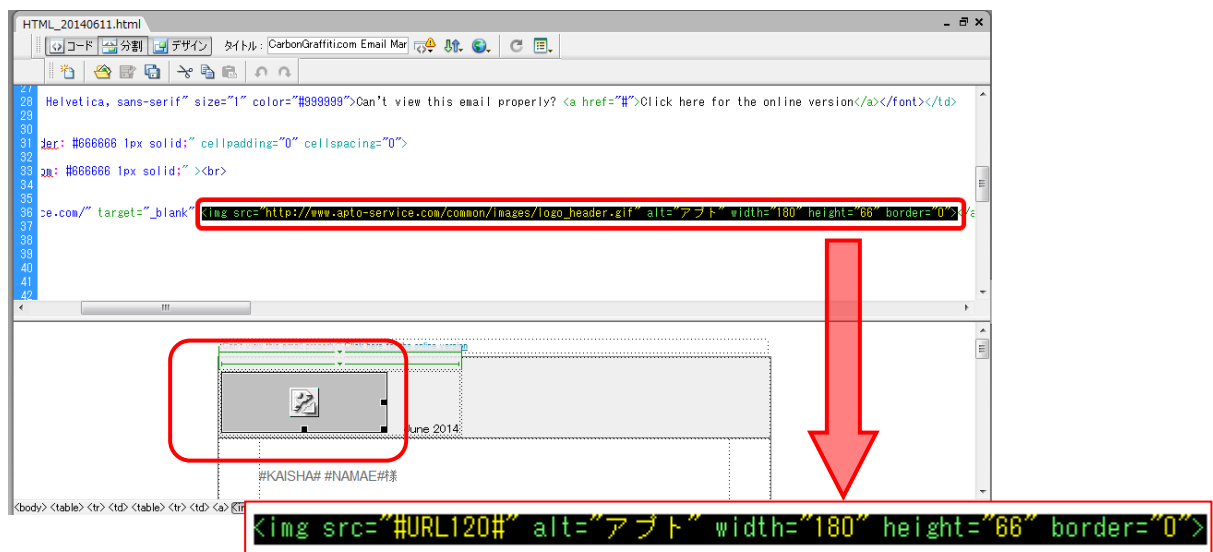 HTML_20140611.html
コード 分割 デザイン タイトル: CarbonGraffiti.com Email Mar
27
28 Helvetica, sans-serif" size="1" color="#999999">Can't view this email properly? <a href="#">Click here for the online version</a></font></td>
29
30
31 der: #666666 1px solid;" cellpadding="0" cellspacing="0">
32
33 om: #666666 1px solid;" ><br>
34
35
36 ce.com/" target="_blank" <img src="http://www.apto-service.com/common/images/logo_header.gif" alt="アプト" width="180" height="66" border="0"></a
37
38
39
40
41
42
June 2014
#KAISHA# #NAMAE#様
<body> <table> <tr> <td> <table> <tr> <td> <a>
<img src="#URL120#" alt="アプト" width="180" height="66" border="0">